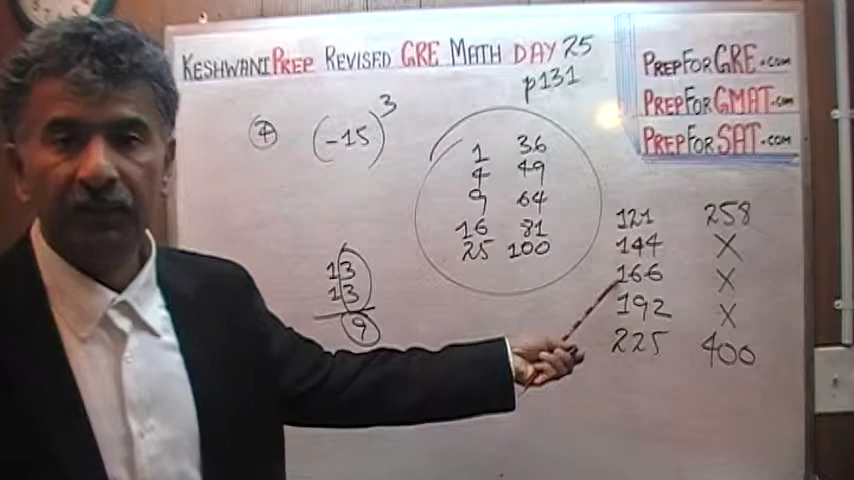 KESHWANIPREP REVISED GRE MATH DAY 25
p131
PREPFORGRE.COM
PREPFORGMAT.COM
PREPFORSAT.COM
4 (-15)³
1 36
4 49
9 64
16 81
25 100
13
13
9
121 258
144 X
166 X
192 X
225 400